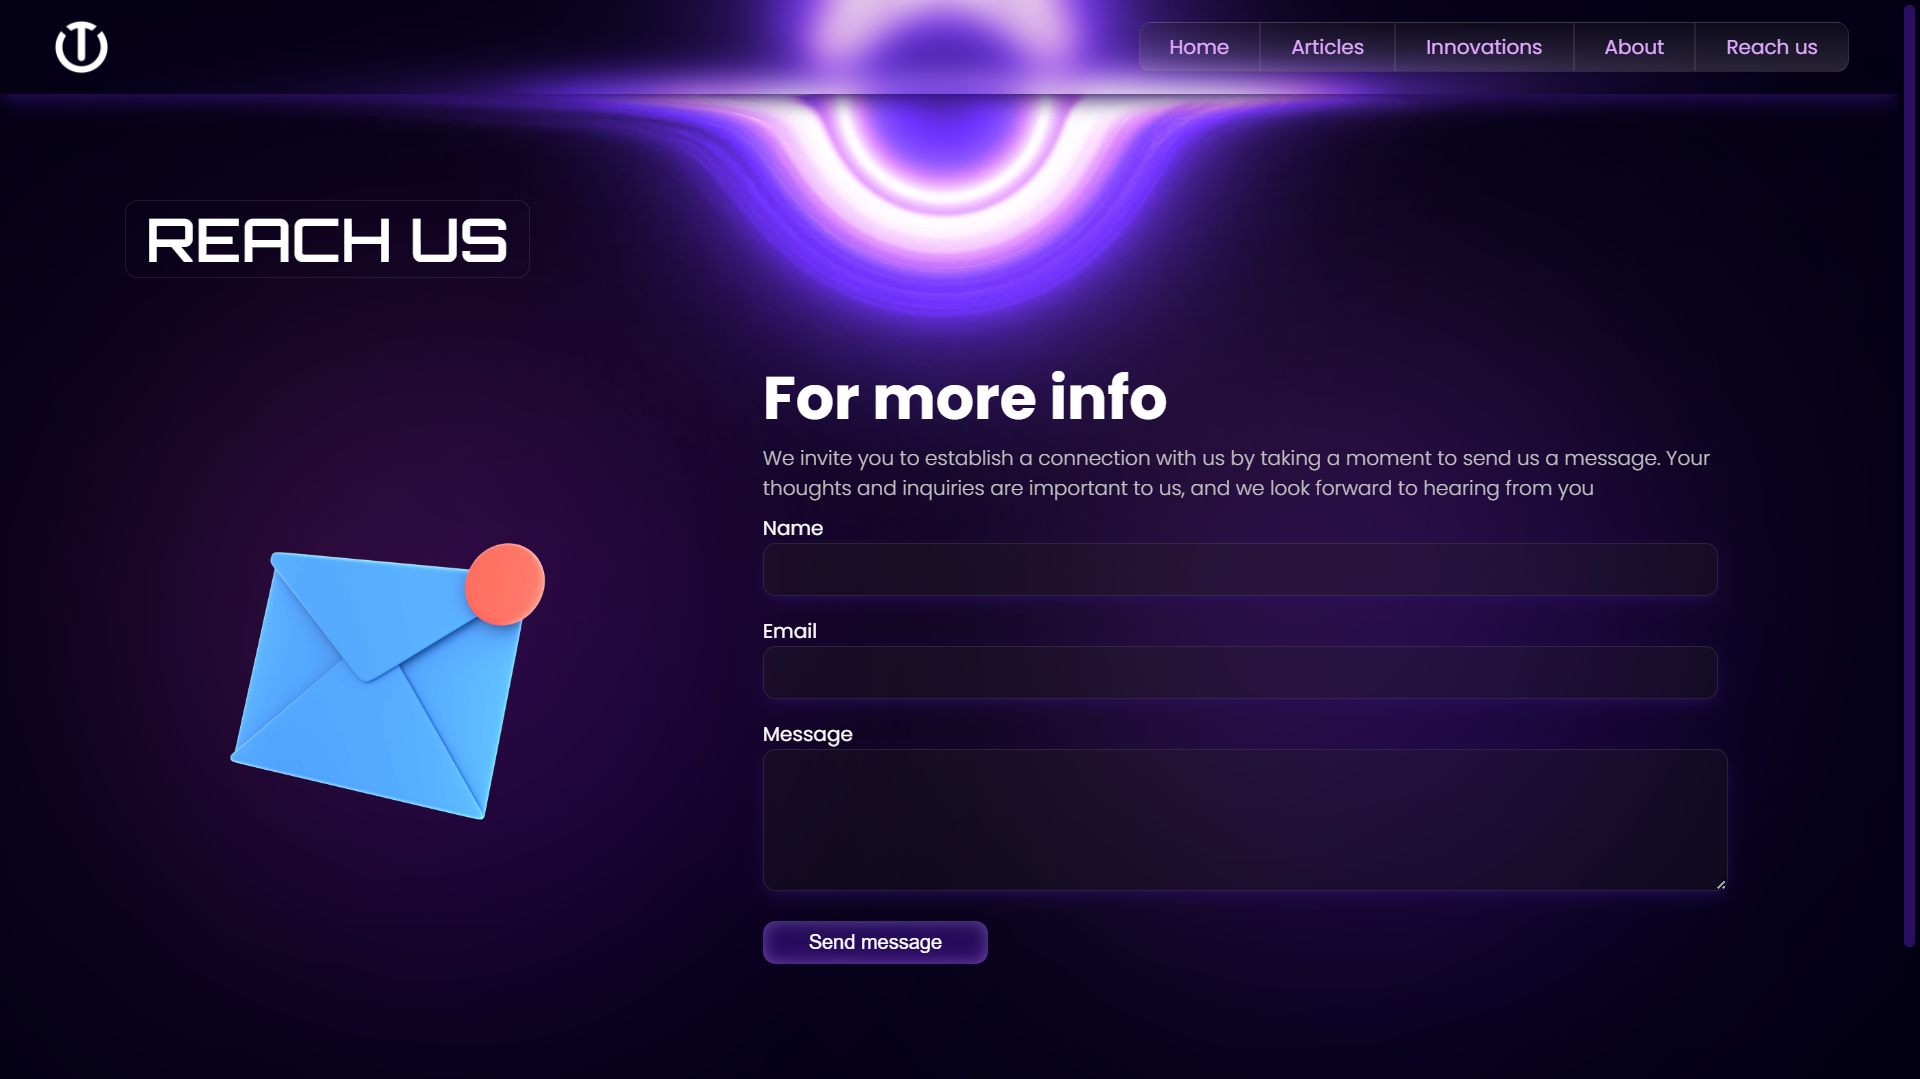 Home
Articles
Innovations
About
Reach us
REACH US
For more info
We invite you to establish a connection with us by taking a moment to send us a message. Your
thoughts and inquiries are important to us, and we look forward to hearing from you
Name
Email
Message
Send message